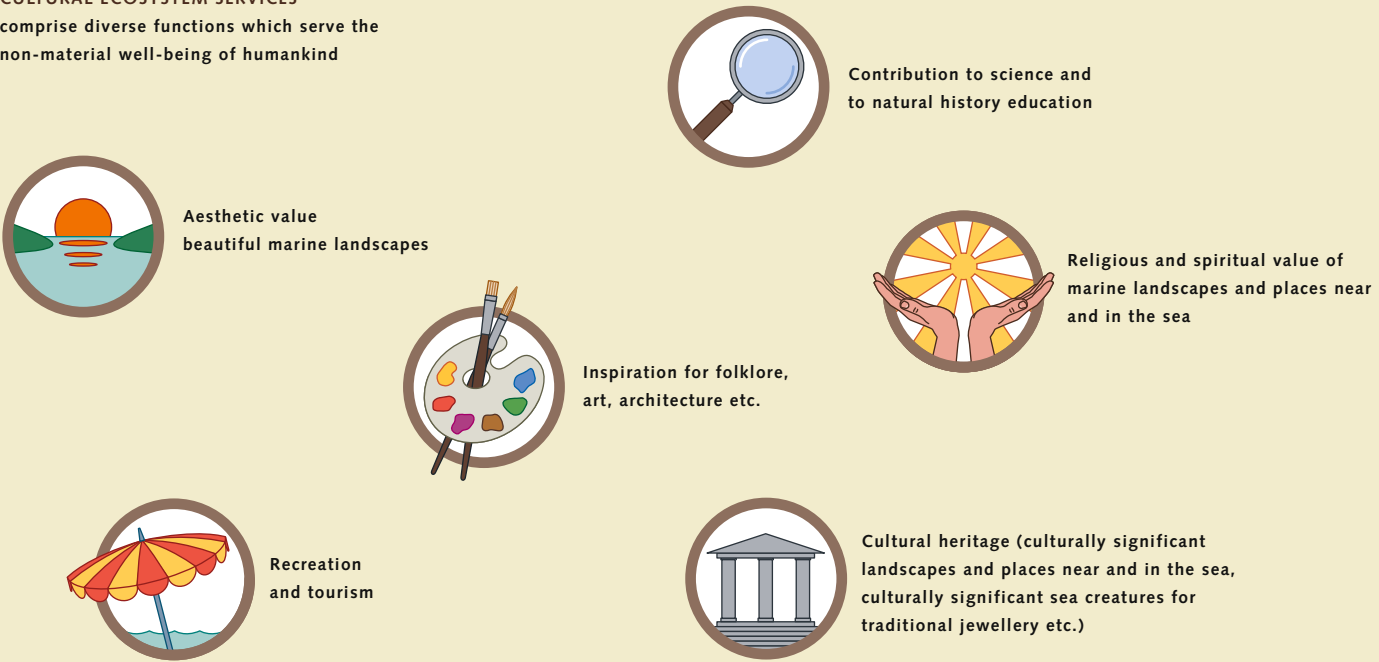 CULTURAL ECOSYSTEM SERVICES
comprise diverse functions which serve the
non-material well-being of humankind
Contribution to science and
to natural history education
Aesthetic value
beautiful marine landscapes
Religious and spiritual value of
marine landscapes and places near
and in the sea
Inspiration for folklore,
art, architecture etc.
Recreation
and tourism
Cultural heritage (culturally significant
landscapes and places near and in the sea,
culturally significant sea creatures for
traditional jewellery etc.)